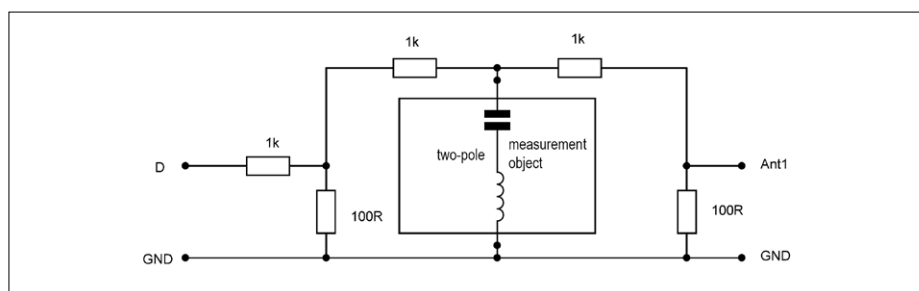 1k
1k
1k
two-pole
measurement
object
D
Ant1
100R
100R
GND
GND